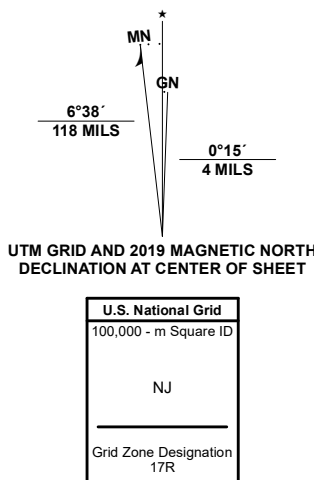 ★
MN
GN
6°38´
118 MILS
0°15´
4 MILS
UTM GRID AND 2019 MAGNETIC NORTH
DECLINATION AT CENTER OF SHEET
U.S. National Grid
100,000 - m Square ID
NJ
Grid Zone Designation
17R